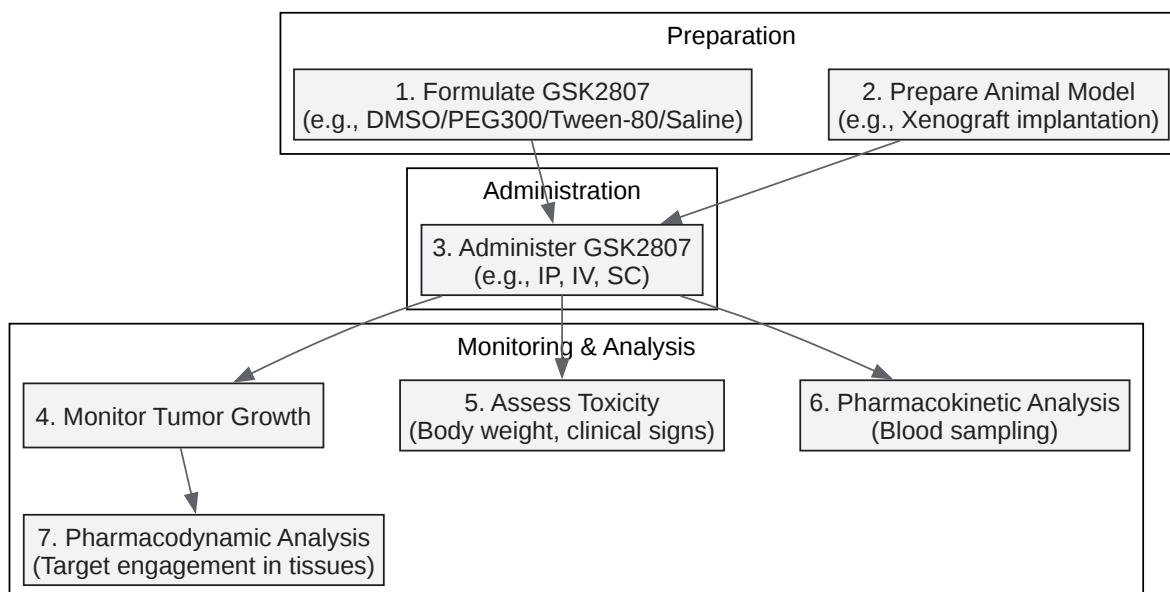 Preparation
1. Formulate GSK2807
(e.g., DMSO/PEG300/Tween-80/Saline)
2. Prepare Animal Model
(e.g., Xenograft implantation)
Administration
3. Administer GSK2807
(e.g., IP, IV, SC)
Monitoring & Analysis
4. Monitor Tumor Growth
5. Assess Toxicity
(Body weight, clinical signs)
6. Pharmacokinetic Analysis
(Blood sampling)
7. Pharmacodynamic Analysis
(Target engagement in tissues)